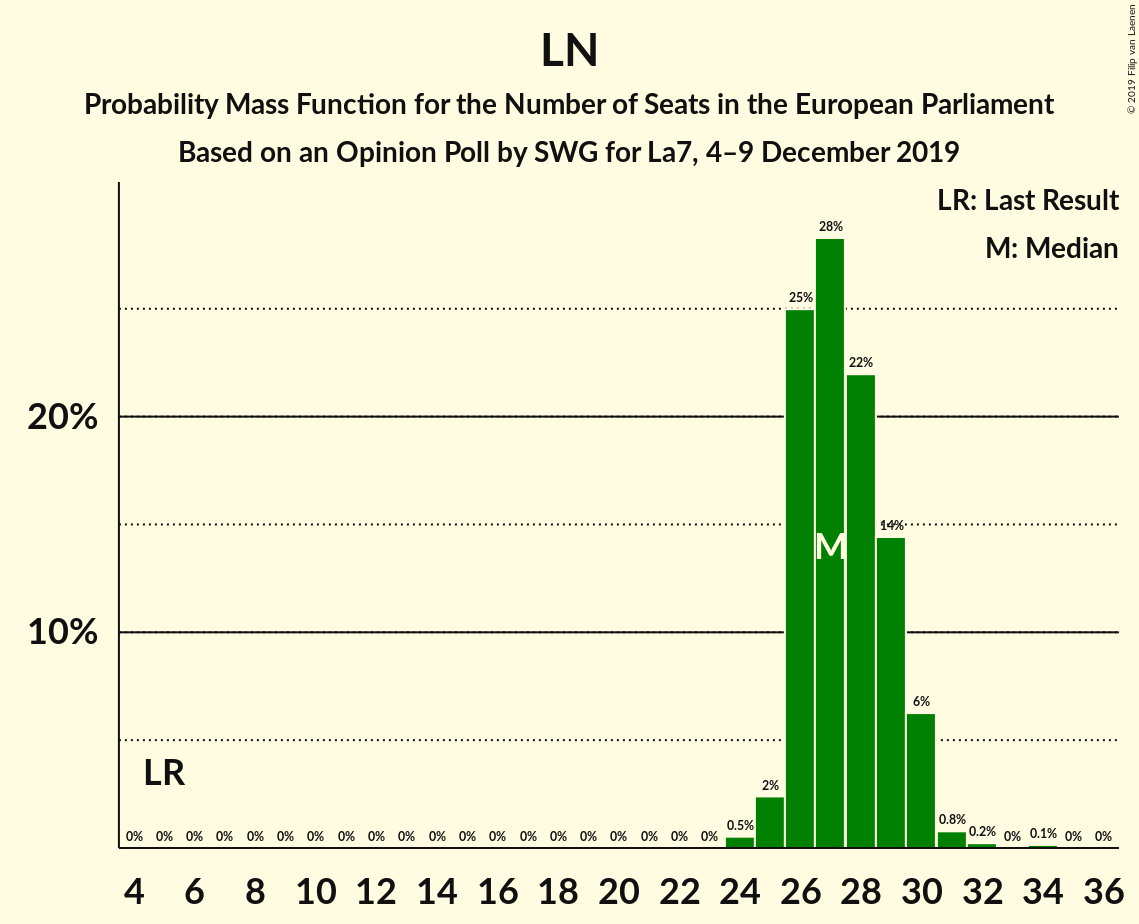 © 2019 Filip van Laenen
LN
Probability Mass Function for the Number of Seats in the European Parliament
Based on an Opinion Poll by SWG for La7, 4–9 December 2019
LR: Last Result
M: Median
28%
25%
22%
20%
14%
M
10%
6%
LR
2%
0% 0% 0% 0% 0% 0% 0% 0% 0% 0% 0% 0% 0% 0% 0% 0% 0% 0% 0% 0% 0.5% 0.8% 0.2% 0% 0.1% 0% 0%
4 6 8 10 12 14 16 18 20 22 24 26 28 30 32 34 36